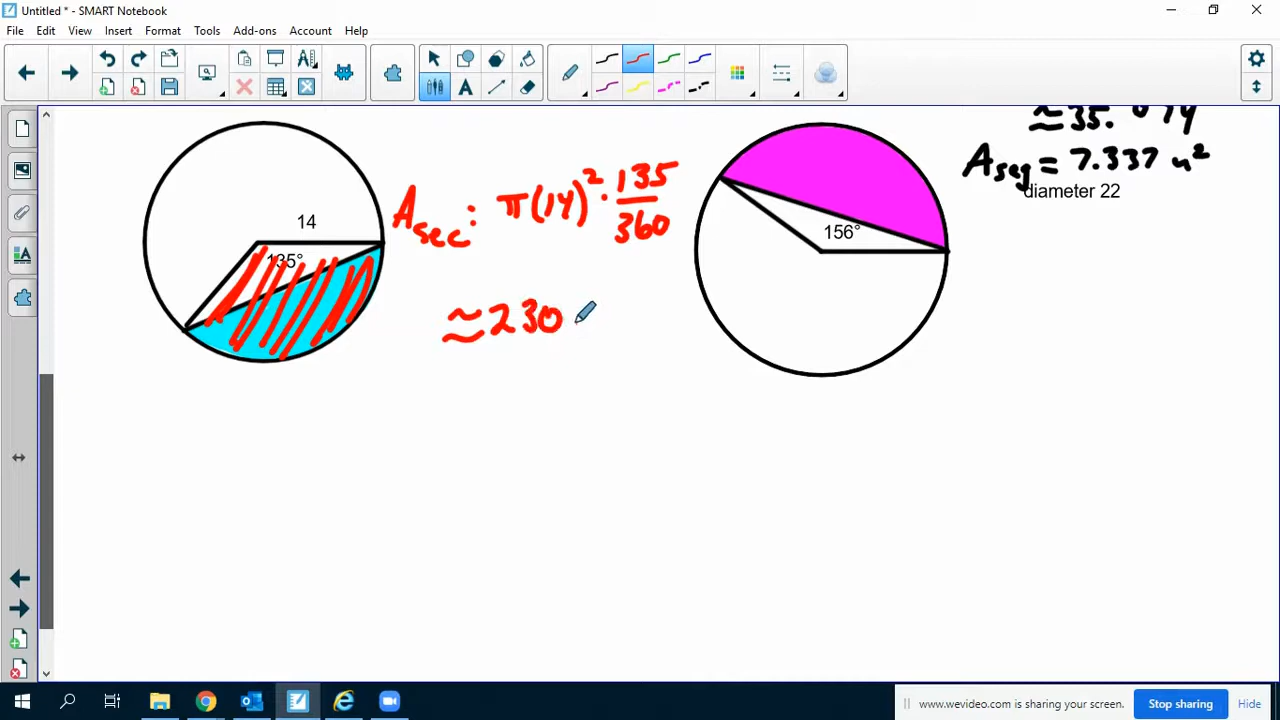 Untitled * - SMART Notebook
File Edit View Insert Format Tools Add-ons Account Help
14
135°
A sec : π(14)² · 135/360
≈230
156°
≈35.
A seg = 7.337 u²
diameter 22
www.wevideo.com is sharing your screen.
Stop sharing
Hide